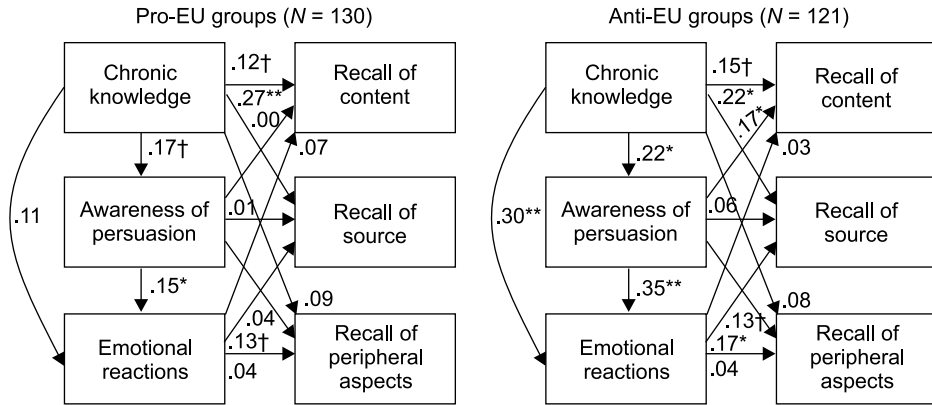 Pro-EU groups (N = 130)
Chronic
knowledge
Awareness of
persuasion
Emotional
reactions
Recall of
content
Recall of
source
Recall of
peripheral
aspects
.12†
.27**
.00
.07
.17†
.11
.01
.15*
.09
.04
.13†
.04
Anti-EU groups (N = 121)
Chronic
knowledge
Awareness of
persuasion
Emotional
reactions
Recall of
content
Recall of
source
Recall of
peripheral
aspects
.15†
.22*
.17*
.03
.22*
.30**
.06
.35**
.08
.13†
.17*
.04